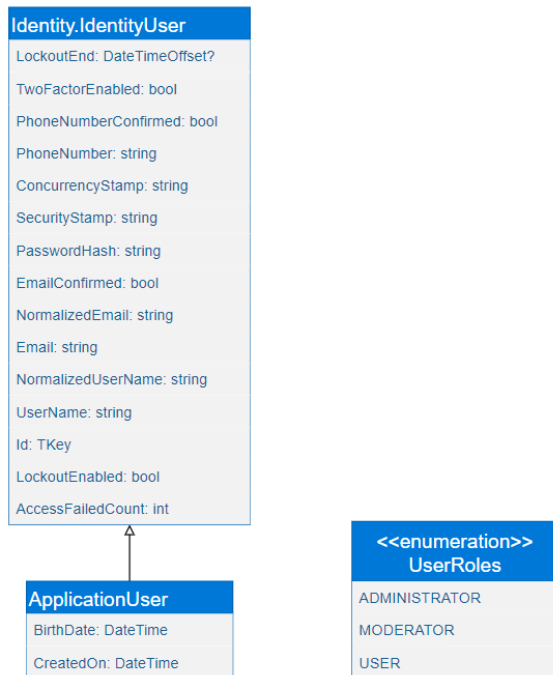 Identity.IdentityUser
LockoutEnd: DateTimeOffset?
TwoFactorEnabled: bool
PhoneNumberConfirmed: bool
PhoneNumber: string
ConcurrencyStamp: string
SecurityStamp: string
PasswordHash: string
EmailConfirmed: bool
NormalizedEmail: string
Email: string
NormalizedUserName: string
UserName: string
Id: TKey
LockoutEnabled: bool
AccessFailedCount: int
ApplicationUser
BirthDate: DateTime
CreatedOn: DateTime
<<enumeration>>
UserRoles
ADMINISTRATOR
MODERATOR
USER